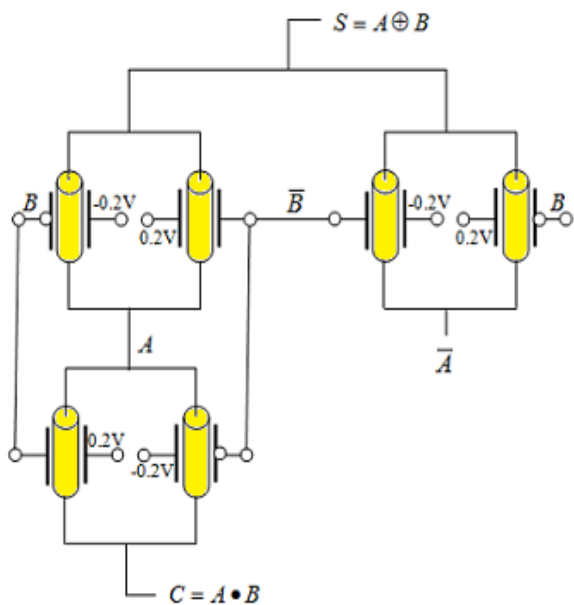 S = A ⊕ B
B
-0.2V
0.2V
B̅
-0.2V
0.2V
B
A
A̅
0.2V
-0.2V
C = A • B